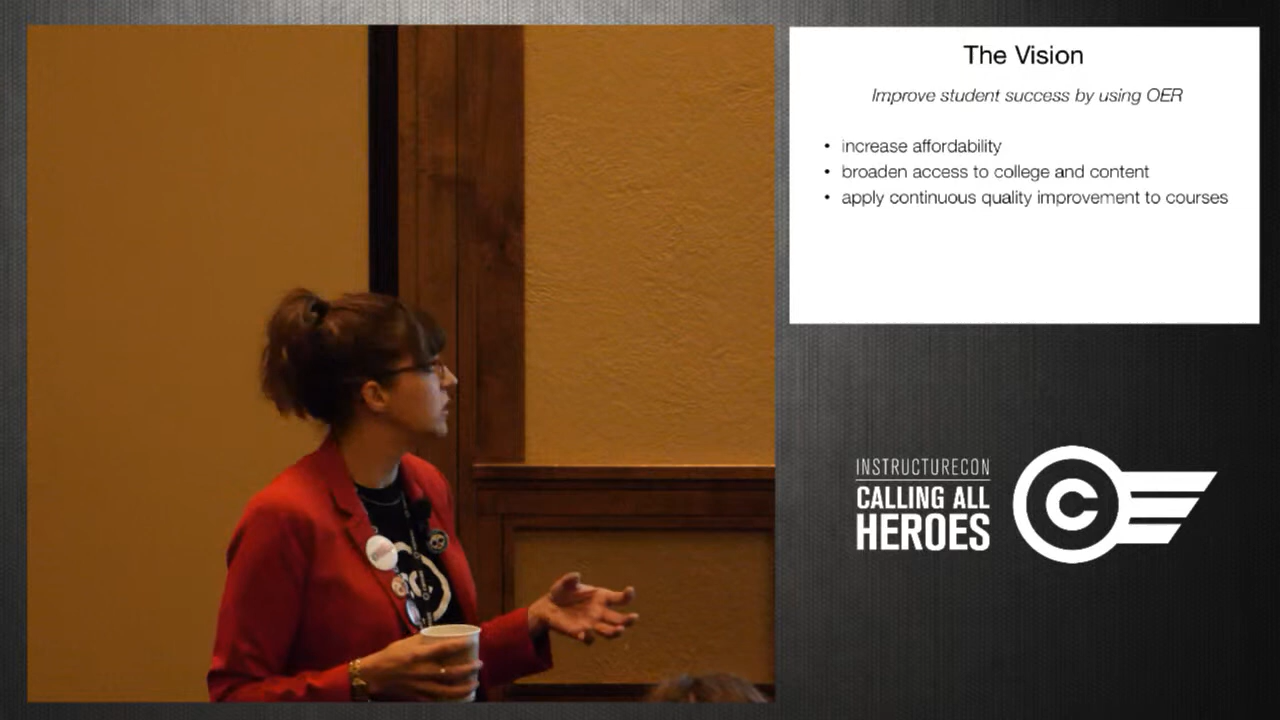 The Vision
Improve student success by using OER
• increase affordability
• broaden access to college and content
• apply continuous quality improvement to courses
INSTRUCTURECON
CALLING ALL
HEROES
C